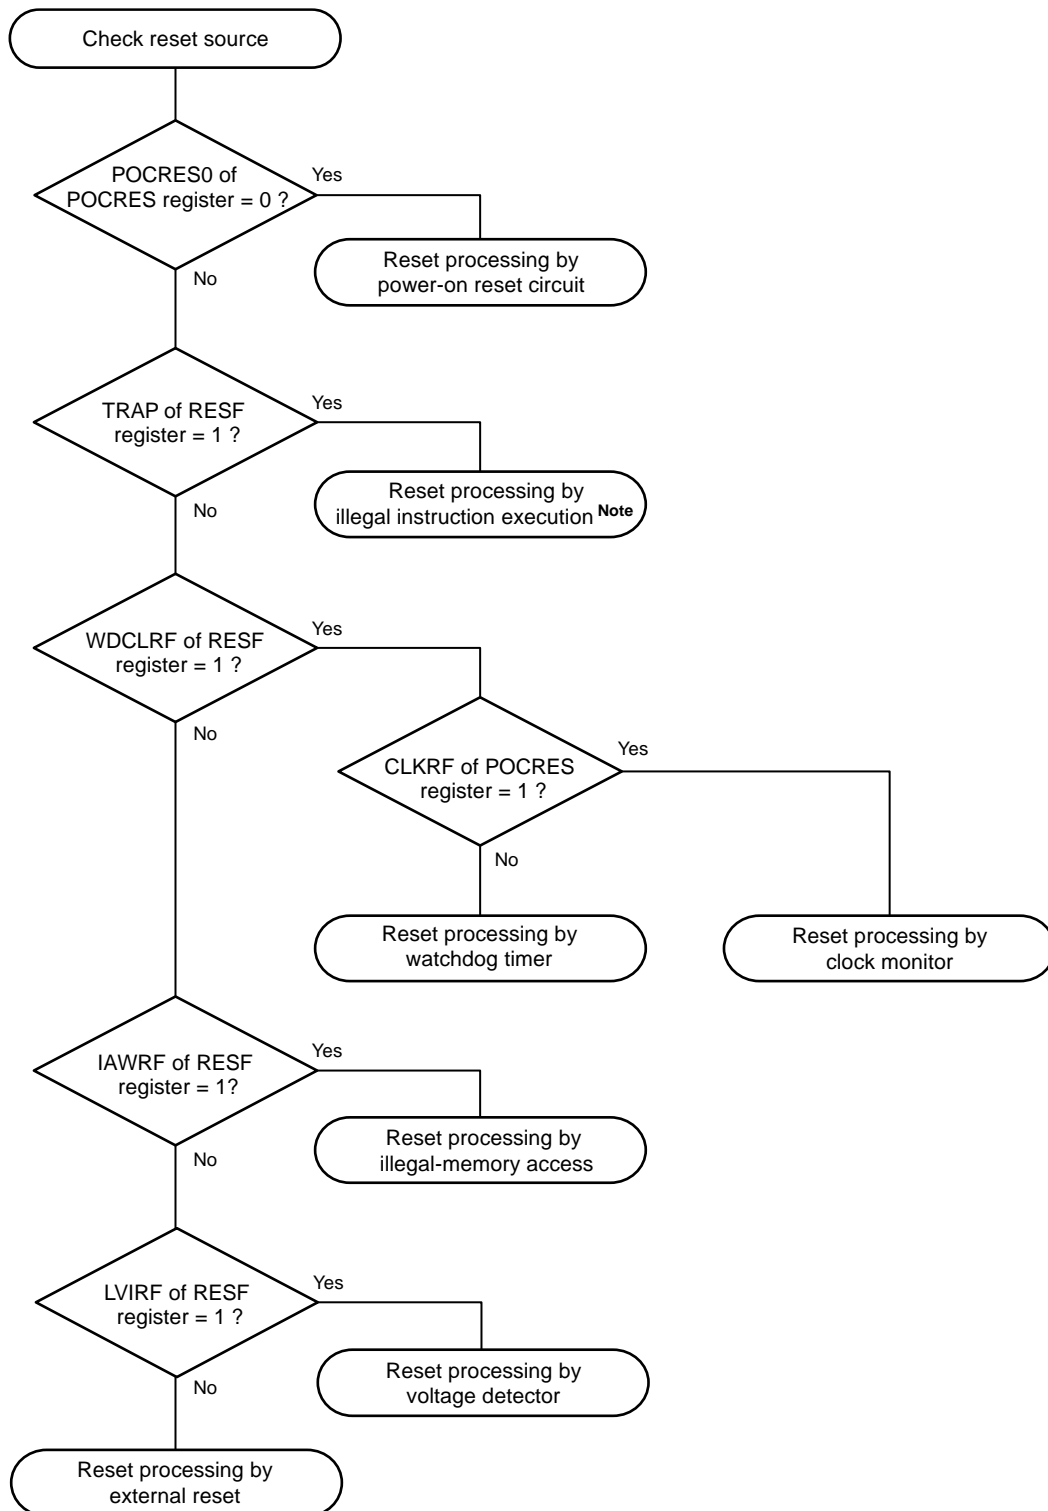 Check reset source
POCRES0 of
POCRES register = 0 ?
Yes
Reset processing by
power-on reset circuit
No
TRAP of RESF
register = 1 ?
Yes
Reset processing by
illegal instruction execution Note
No
WDCLRF of RESF
register = 1 ?
Yes
No
CLKRF of POCRES
register = 1 ?
Yes
No
Reset processing by
watchdog timer
Reset processing by
clock monitor
IAWRF of RESF
register = 1?
Yes
Reset processing by
illegal-memory access
No
LVIRF of RESF
register = 1 ?
Yes
Reset processing by
voltage detector
No
Reset processing by
external reset